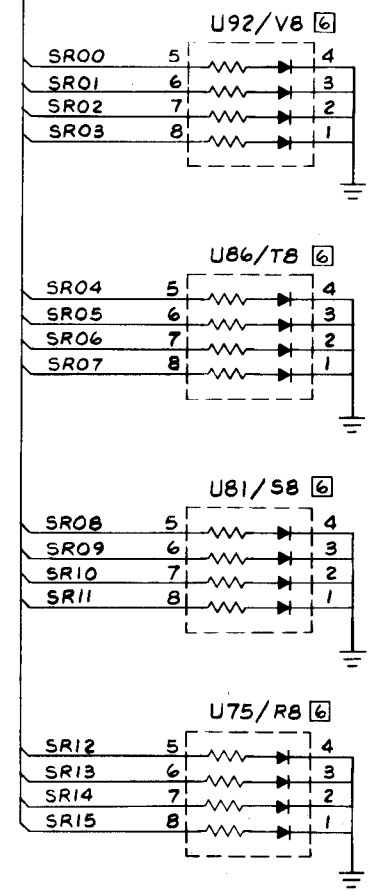 U92/V8 6
SR00 5 4
SR01 6 3
SR02 7 2
SR03 8 1
U86/T8 6
SR04 5 4
SR05 6 3
SR06 7 2
SR07 8 1
U81/S8 6
SR08 5 4
SR09 6 3
SR10 7 2
SR11 8 1
U75/R8 6
SR12 5 4
SR13 6 3
SR14 7 2
SR15 8 1